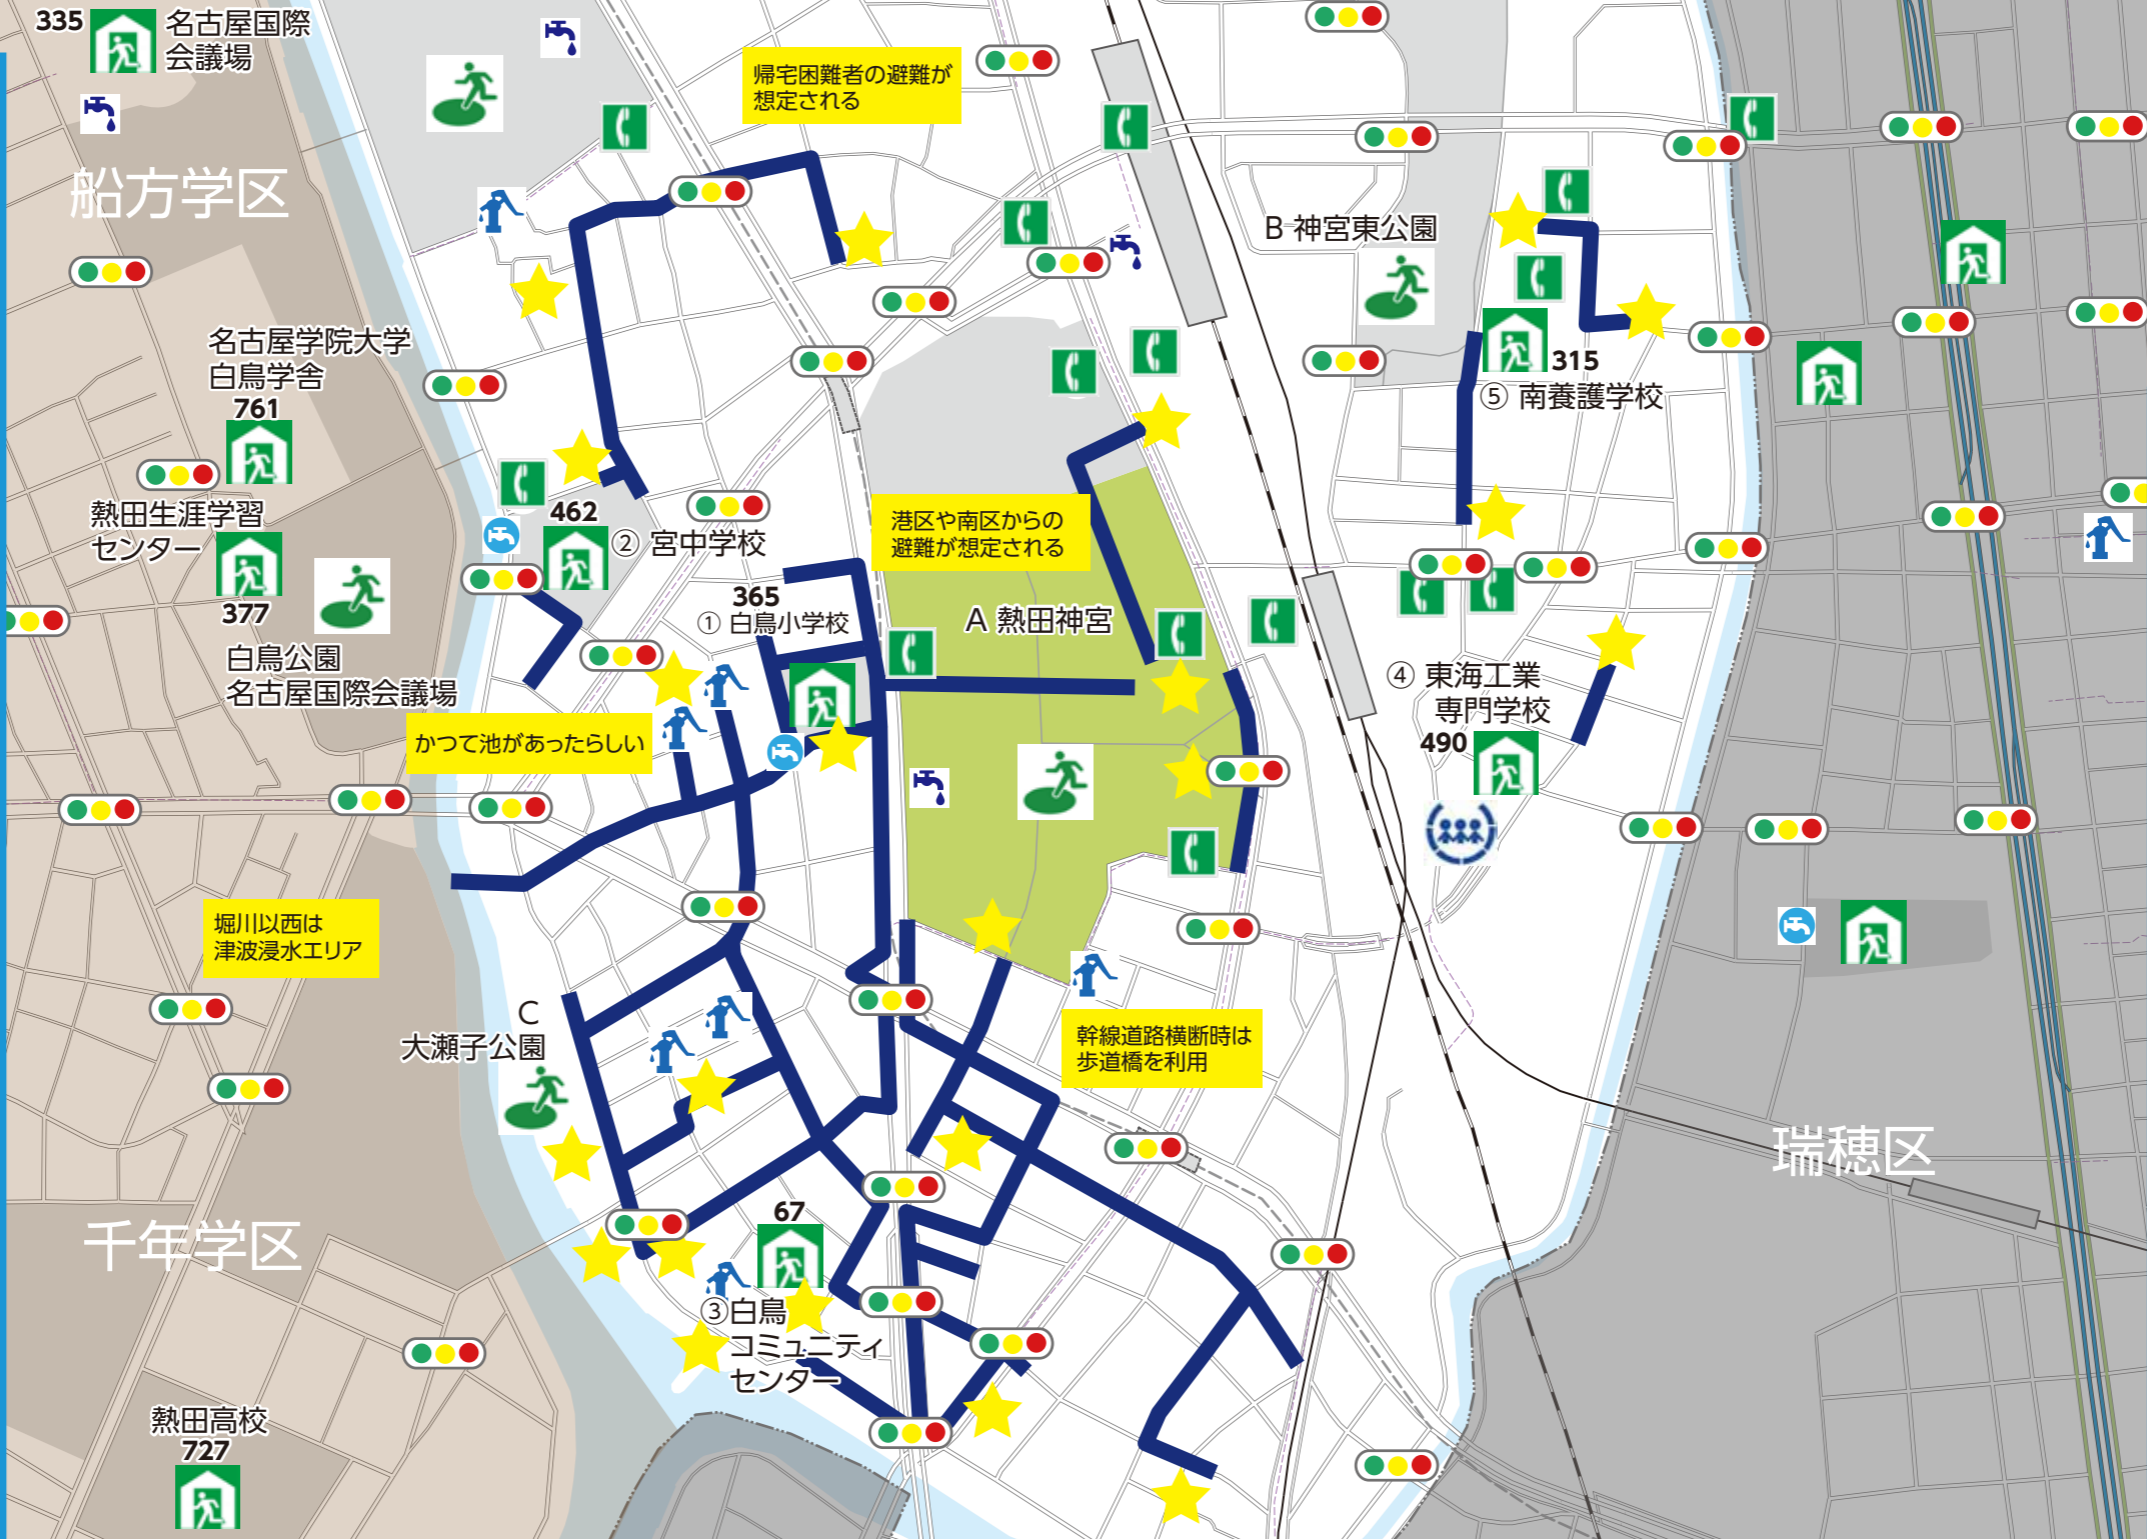 335
名古屋国際
会議場
帰宅困難者の避難が
想定される
船方学区
B 神宮東公園
名古屋学院大学
白鳥学舎
761
315
⑤ 南養護学校
熱田生涯学習
センター
377
462
② 宮中学校
港区や南区からの
避難が想定される
365
① 白鳥小学校
A 熱田神宮
白鳥公園
名古屋国際会議場
④ 東海工業
専門学校
490
かつて池があったらしい
堀川以西は
津波浸水エリア
C
大瀬子公園
幹線道路横断時は
歩道橋を利用
瑞穂区
千年学区
67
③白鳥
コミュニティ
センター
熱田高校
727